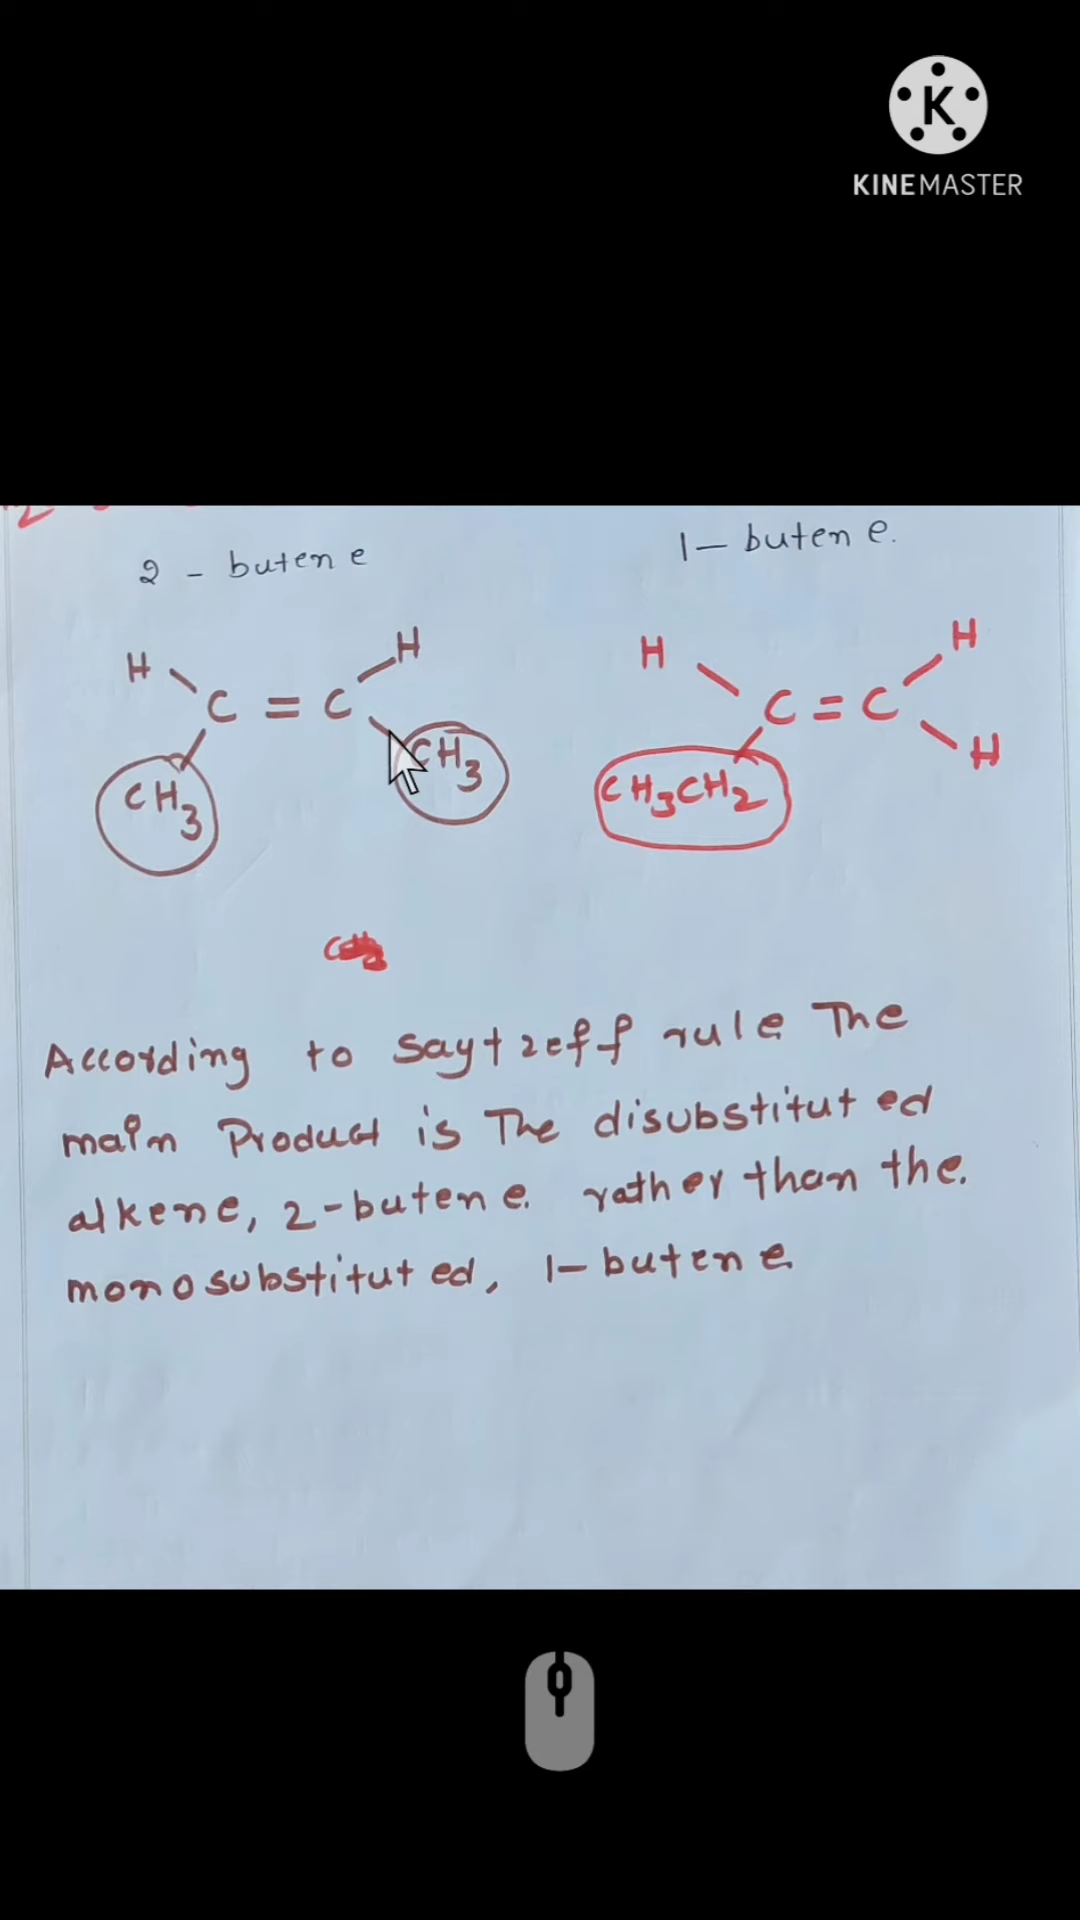 K
KINEMASTER
2 - butene
1 - butene.
H H
C = C
CH3 CH3
H H
C = C
CH3CH2 H
According to Saytzeff rule The
main Product is The disubstituted
alkene, 2-butene. rather than the.
monosubstituted, 1-butene